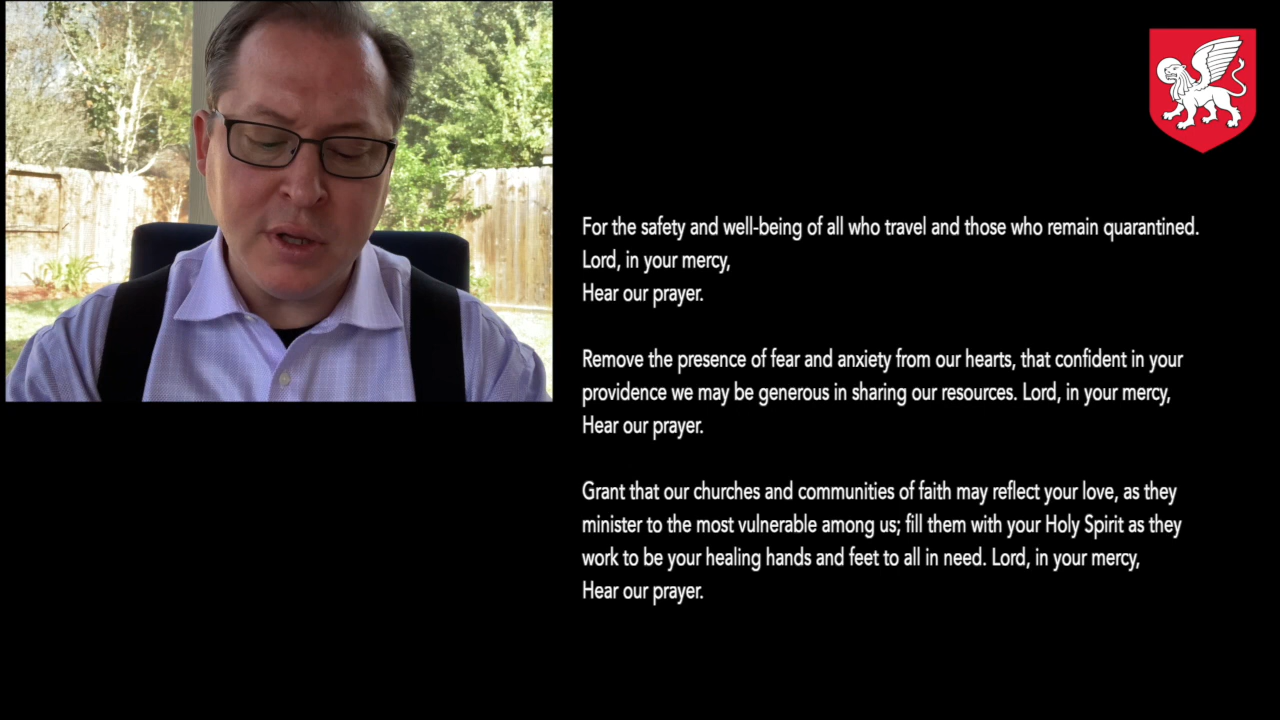 For the safety and well-being of all who travel and those who remain quarantined.
Lord, in your mercy,
Hear our prayer.
Remove the presence of fear and anxiety from our hearts, that confident in your
providence we may be generous in sharing our resources. Lord, in your mercy,
Hear our prayer.
Grant that our churches and communities of faith may reflect your love, as they
minister to the most vulnerable among us; fill them with your Holy Spirit as they
work to be your healing hands and feet to all in need. Lord, in your mercy,
Hear our prayer.